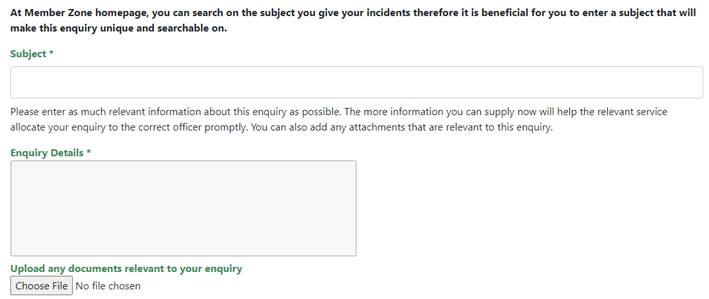 At Member Zone homepage, you can search on the subject you give your incidents therefore it is beneficial for you to enter a subject that will
make this enquiry unique and searchable on.
Subject *
Please enter as much relevant information about this enquiry as possible. The more information you can supply now will help the relevant service
allocate your enquiry to the correct officer promptly. You can also add any attachments that are relevant to this enquiry.
Enquiry Details *
Upload any documents relevant to your enquiry
Choose File No file chosen